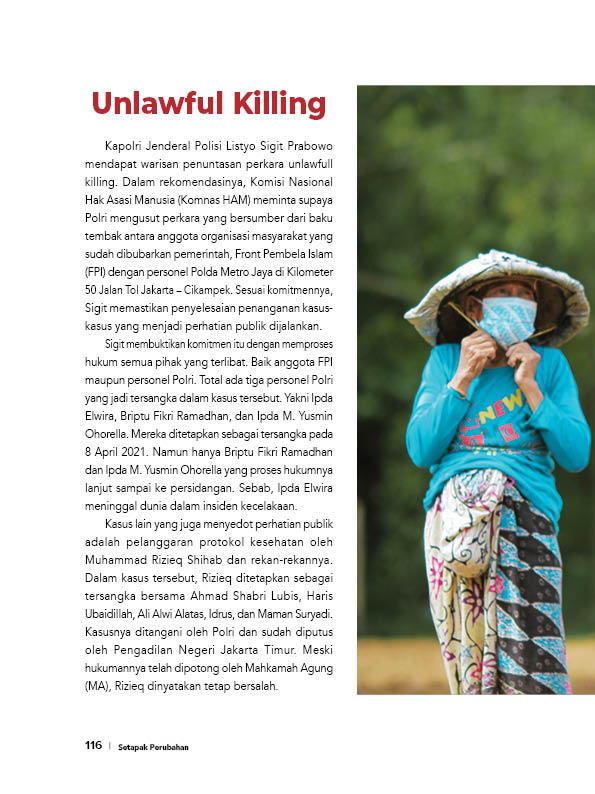 Unlawful Killing
Kapolri Jenderal Polisi Listyo Sigit Prabowo
mendapat warisan penuntasan perkara unlawfull
killing. Dalam rekomendasinya, Komisi Nasional
Hak Asasi Manusia (Komnas HAM) meminta supaya
Polri mengusut perkara yang bersumber dari baku
tembak antara anggota organisasi masyarakat yang
sudah dibubarkan pemerintah, Front Pembela Islam
(FPI) dengan personel Polda Metro Jaya di Kilometer
50 Jalan Tol Jakarta – Cikampek. Sesuai komitmennya,
Sigit memastikan penyelesaian penanganan kasus-
kasus yang menjadi perhatian publik dijalankan.
Sigit membuktikan komitmen itu dengan memproses
hukum semua pihak yang terlibat. Baik anggota FPI
maupun personel Polri. Total ada tiga personel Polri
yang jadi tersangka dalam kasus tersebut. Yakni Ipda
Elwira, Briptu Fikri Ramadhan, dan Ipda M. Yusmin
Ohorella. Mereka ditetapkan sebagai tersangka pada
8 April 2021. Namun hanya Briptu Fikri Ramadhan
dan Ipda M. Yusmin Ohorella yang proses hukumnya
lanjut sampai ke persidangan. Sebab, Ipda Elwira
meninggal dunia dalam insiden kecelakaan.
Kasus lain yang juga menyedot perhatian publik
adalah pelanggaran protokol kesehatan oleh
Muhammad Rizieq Shihab dan rekan-rekannya.
Dalam kasus tersebut, Rizieq ditetapkan sebagai
tersangka bersama Ahmad Shabri Lubis, Haris
Ubaidillah, Ali Alwi Alatas, Idrus, dan Maman Suryadi.
Kasusnya ditangani oleh Polri dan sudah diputus
oleh Pengadilan Negeri Jakarta Timur. Meski
hukumannya telah dipotong oleh Mahkamah Agung
(MA), Rizieq dinyatakan tetap bersalah.
NEW
116 | Setapak Perubahan